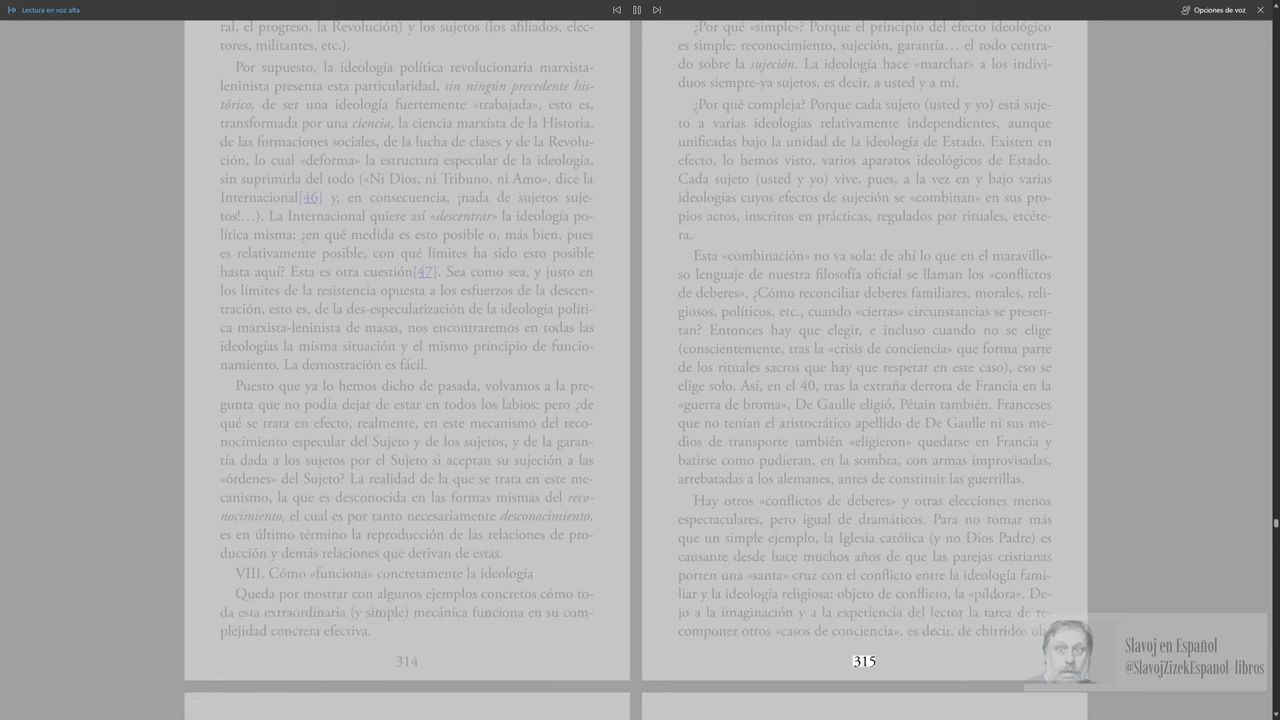 Lectura en voz alta
Opciones de voz
ral, el progreso, la Revolución) y los sujetos (los afiliados, elec-
tores, militantes, etc.).
Por supuesto, la ideología política revolucionaria marxista-
leninista presenta esta particularidad, sin ningún precedente his-
tórico, de ser una ideología fuertemente «trabajada», esto es,
transformada por una ciencia, la ciencia marxista de la Historia,
de las formaciones sociales, de la lucha de clases y de la Revolu-
ción, lo cual «deforma» la estructura especular de la ideología,
sin suprimirla del todo («Ni Dios, ni Tribuno, ni Amo», dice la
Internacional[46] y, en consecuencia, ¡nada de sujetos suje-
tos!…). La Internacional quiere así «descentrar» la ideología po-
lítica misma: ¿en qué medida es esto posible o, más bien, pues
es relativamente posible, con qué límites ha sido esto posible
hasta aquí? Esta es otra cuestión[47]. Sea como sea, y justo en
los límites de la resistencia opuesta a los esfuerzos de la descen-
tración, esto es, de la des-especularización de la ideología políti-
ca marxista-leninista de masas, nos encontraremos en todas las
ideologías la misma situación y el mismo principio de funcio-
namiento. La demostración es fácil.
Puesto que ya lo hemos dicho de pasada, volvamos a la pre-
gunta que no podía dejar de estar en todos los labios: pero ¿de
qué se trata en efecto, realmente, en este mecanismo del reco-
nocimiento especular del Sujeto y de los sujetos, y de la garan-
tía dada a los sujetos por el Sujeto si aceptan su sujeción a las
«órdenes» del Sujeto? La realidad de la que se trata en este me-
canismo, la que es desconocida en las formas mismas del reco-
nocimiento, el cual es por tanto necesariamente desconocimiento,
es en último término la reproducción de las relaciones de pro-
ducción y demás relaciones que derivan de estas.
VIII. Cómo «funciona» concretamente la ideología
Queda por mostrar con algunos ejemplos concretos cómo to-
da esta extraordinaria (y simple) mecánica funciona en su com-
plejidad concreta efectiva.
314
¿Por qué «simple»? Porque el principio del efecto ideológico
es simple: reconocimiento, sujeción, garantía… el todo centra-
do sobre la sujeción. La ideología hace «marchar» a los indivi-
duos siempre-ya sujetos, es decir, a usted y a mí.
¿Por qué compleja? Porque cada sujeto (usted y yo) está suje-
to a varias ideologías relativamente independientes, aunque
unificadas bajo la unidad de la ideología de Estado. Existen en
efecto, lo hemos visto, varios aparatos ideológicos de Estado.
Cada sujeto (usted y yo) vive, pues, a la vez en y bajo varias
ideologías cuyos efectos de sujeción se «combinan» en sus pro-
pios actos, inscritos en prácticas, regulados por rituales, etcéte-
ra.
Esta «combinación» no va sola: de ahí lo que en el maravillo-
so lenguaje de nuestra filosofía oficial se llaman los «conflictos
de deberes». ¿Cómo reconciliar deberes familiares, morales, reli-
giosos, políticos, etc., cuando «ciertas» circunstancias se presen-
tan? Entonces hay que elegir, e incluso cuando no se elige
(conscientemente, tras la «crisis de conciencia» que forma parte
de los rituales sacros que hay que respetar en este caso), eso se
elige solo. Así, en el 40, tras la extraña derrota de Francia en la
«guerra de broma», De Gaulle eligió, Pétain también. Franceses
que no tenían el aristocrático apellido de De Gaulle ni sus me-
dios de transporte también «eligieron» quedarse en Francia y
batirse como pudieran, en la sombra, con armas improvisadas,
arrebatadas a los alemanes, antes de constituir las guerrillas.
Hay otros «conflictos de deberes» y otras elecciones menos
espectaculares, pero igual de dramáticos. Para no tomar más
que un simple ejemplo, la Iglesia católica (y no Dios Padre) es
causante desde hace muchos años de que las parejas cristianas
porten una «santa» cruz con el conflicto entre la ideología fami-
liar y la ideología religiosa: objeto de conflicto, la «píldora». De-
jo a la imaginación y a la experiencia del lector la tarea de re-
componer otros «casos de conciencia», es decir, de chirridos ob-
315
Slavoj en Español
@SlavojZizekEspanol-libros